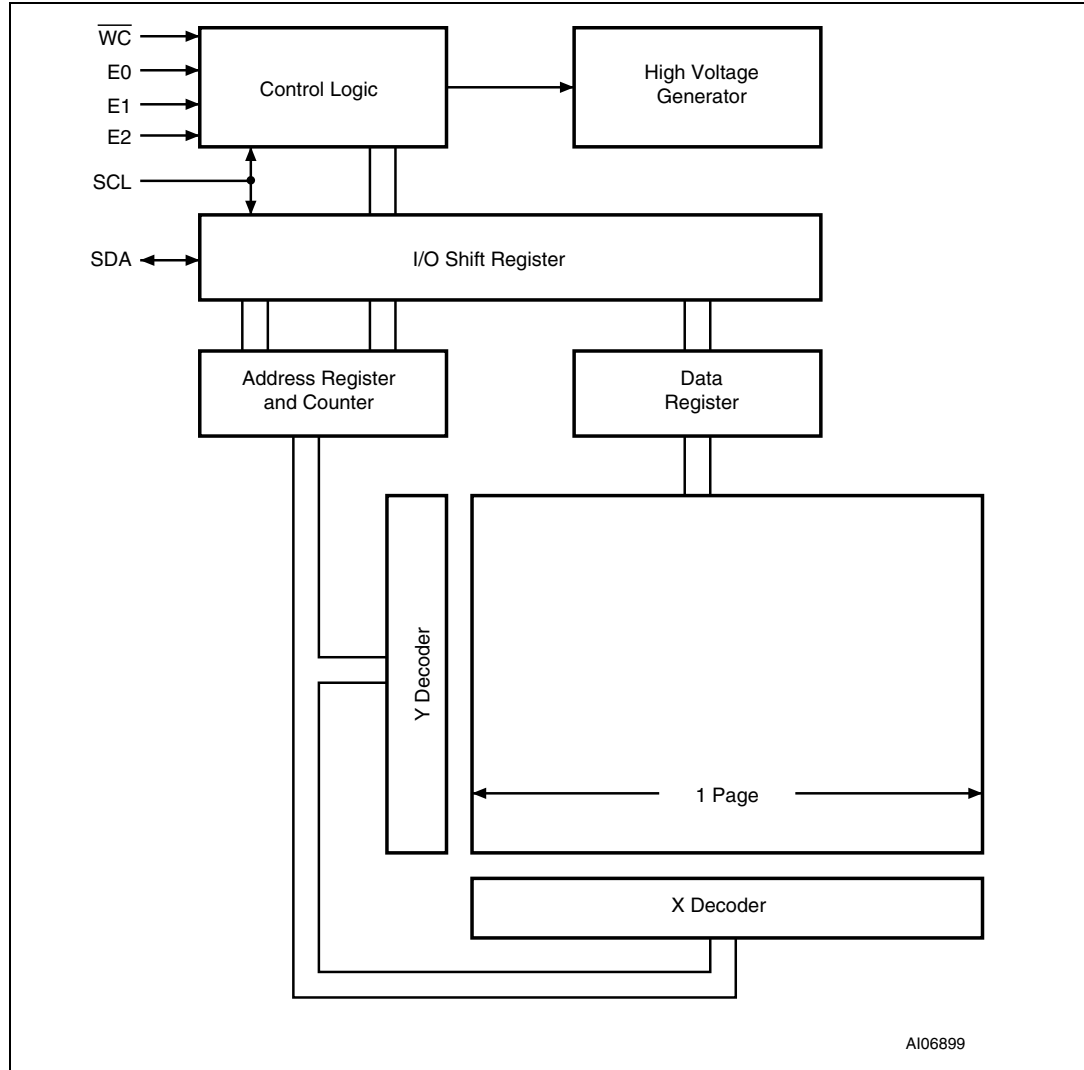 WC
E0
E1
E2
SCL
SDA
Control Logic
High Voltage
Generator
I/O Shift Register
Address Register
and Counter
Data
Register
Y Decoder
1 Page
X Decoder
AI06899